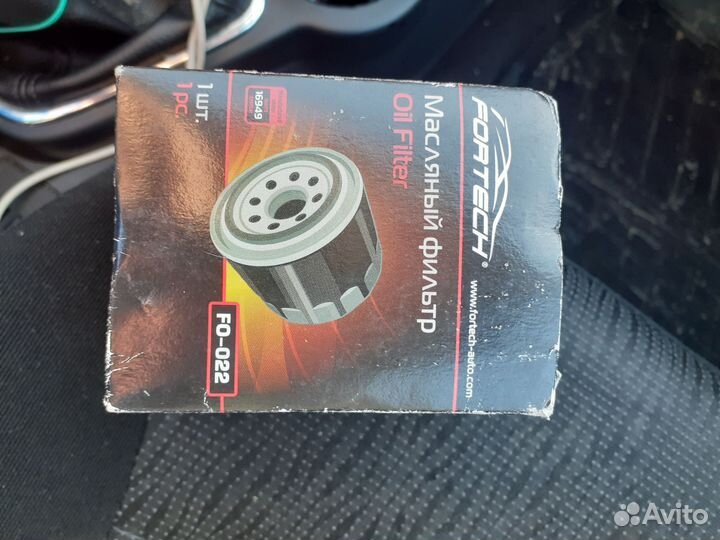 FORTECH®
www.fortech-auto.com
Масляный фильтр
Oil Filter
16949
1 шт.
1 pc.
FO-022
Avito